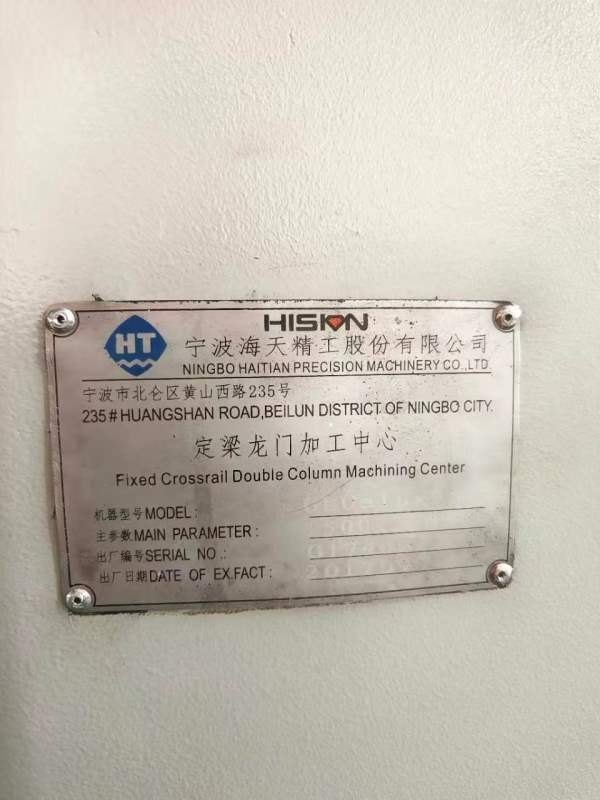 HT
HISION
宁波海天精工股份有限公司
NINGBO HAITIAN PRECISION MACHINERY CO.,LTD
宁波市北仑区黄山西路235号
235#HUANGSHAN ROAD,BEILUN DISTRICT OF NINGBO CITY.
定梁龙门加工中心
Fixed Crossrail Double Column Machining Center
机器型号MODEL:
主参数MAIN PARAMETER:
出厂编号SERIAL NO.:
出厂日期DATE OF EX.FACT: